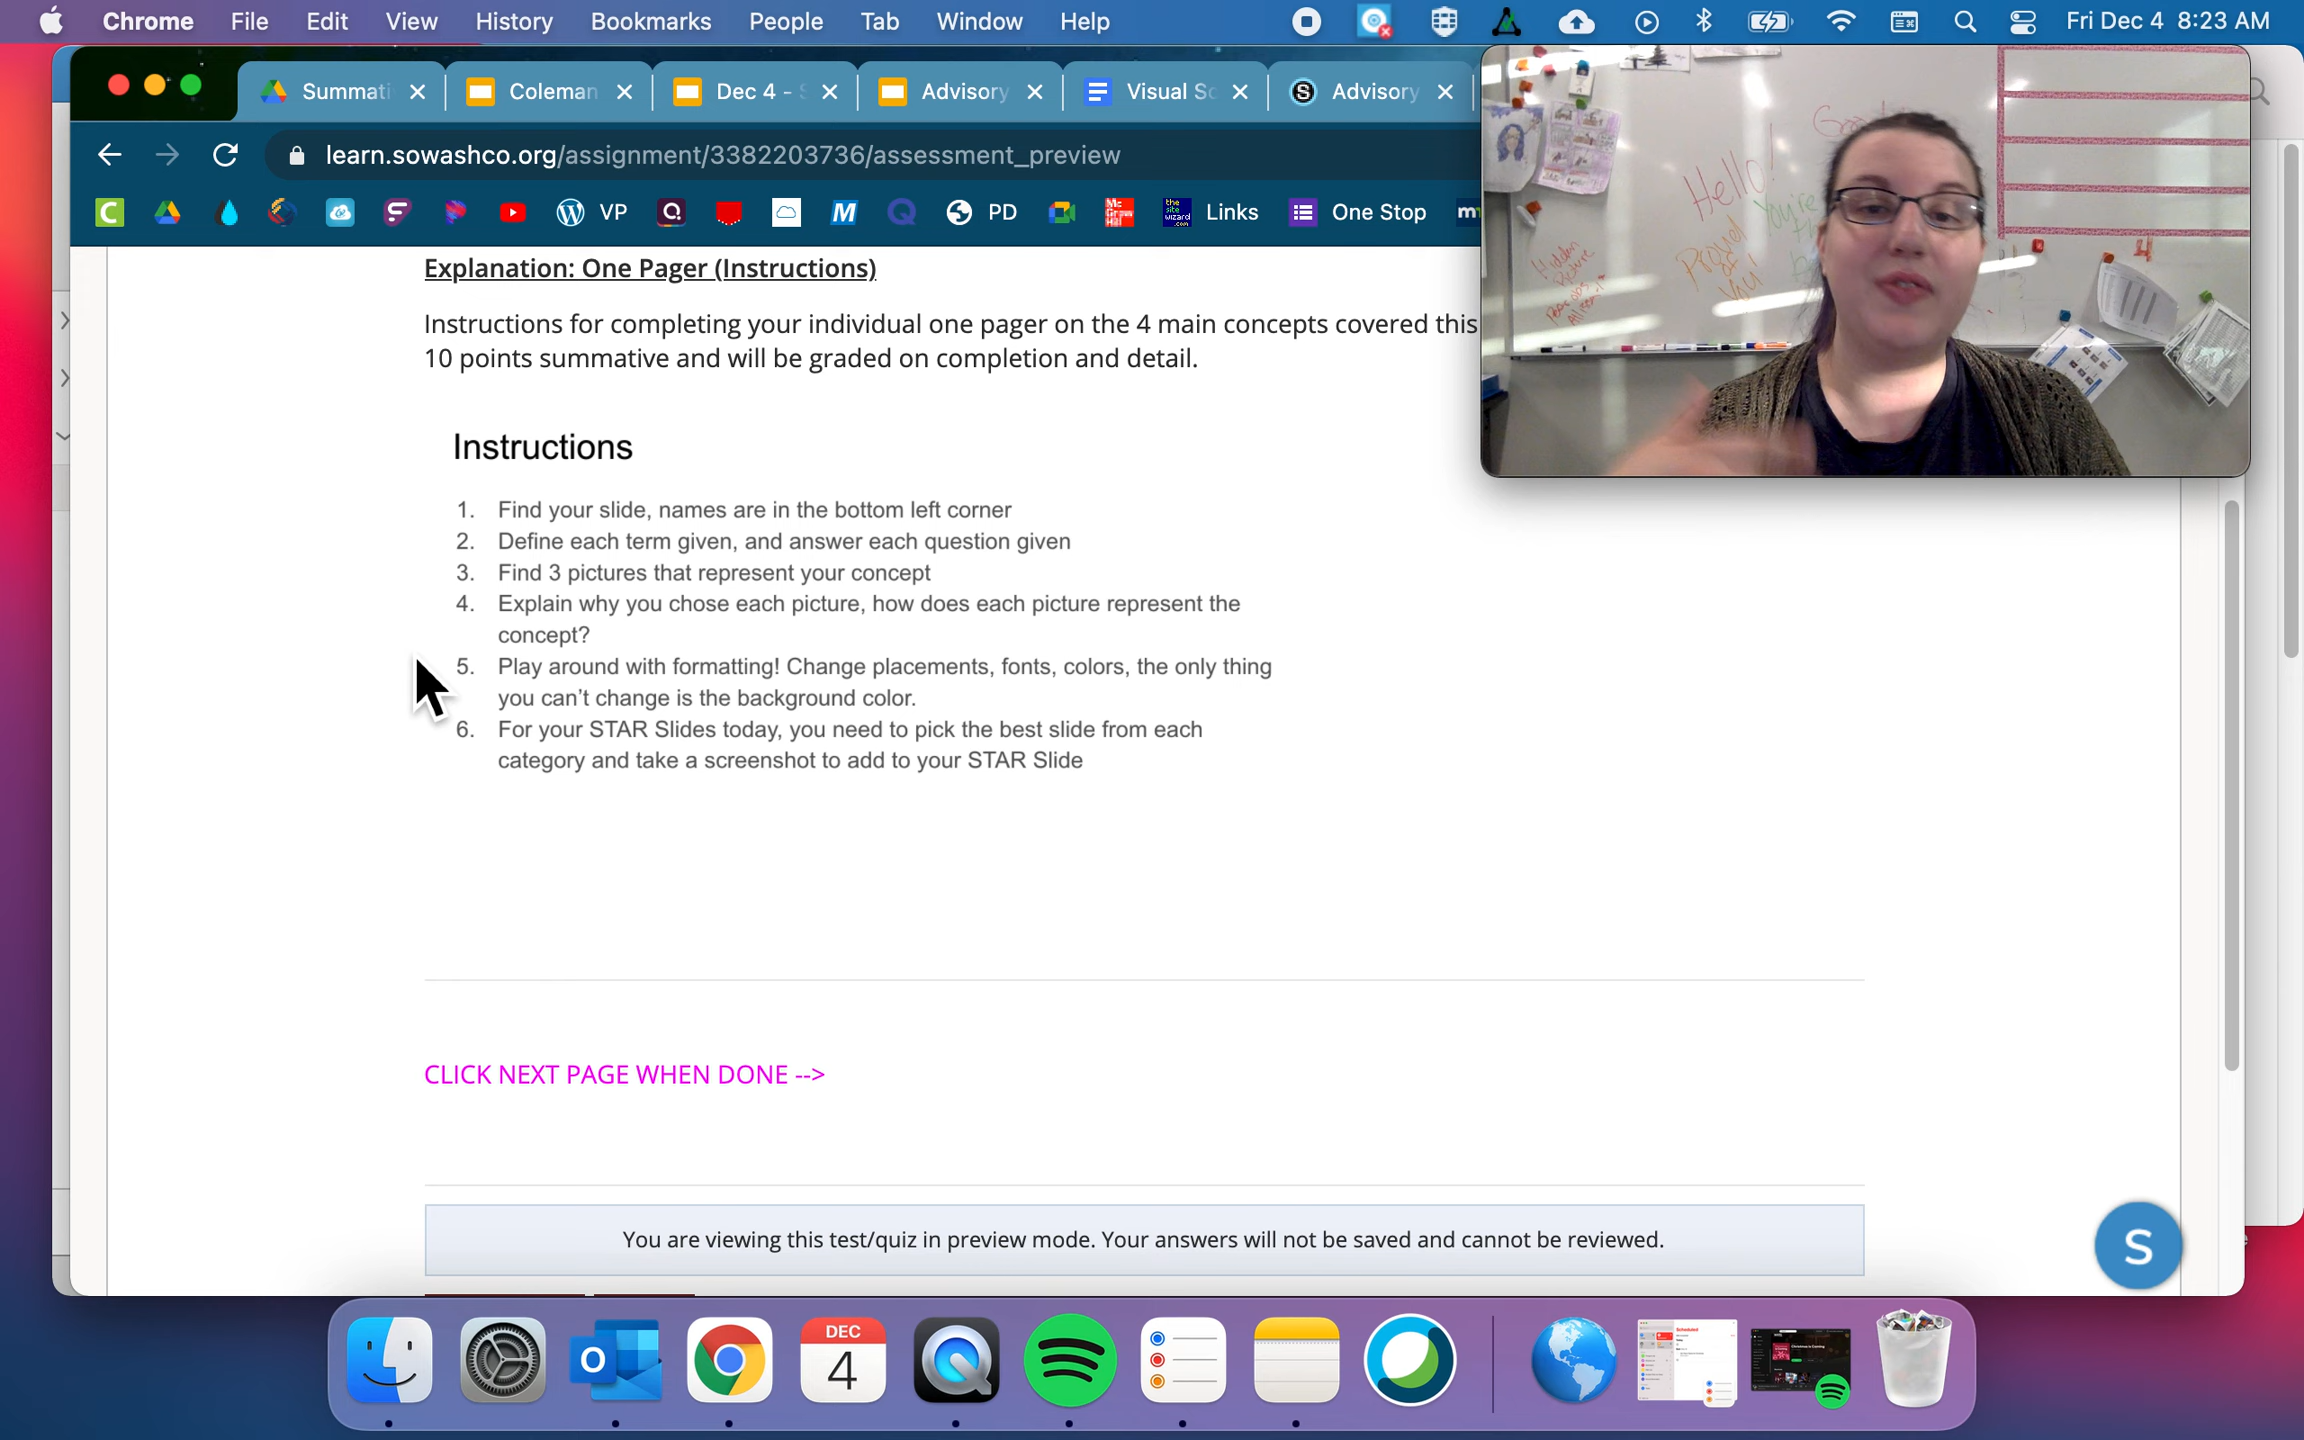 Chrome File Edit View History Bookmarks People Tab Window Help Fri Dec 4 8:23 AM
Summati Coleman Dec 4 - Advisory Visual Sc Advisory
learn.sowashco.org/assignment/3382203736/assessment_preview
VP PD Links One Stop
Hello!
You're
Proud
of
You!
Hidden
Picture
4
Explanation: One Pager (Instructions)
Instructions for completing your individual one pager on the 4 main concepts covered this
10 points summative and will be graded on completion and detail.
Instructions
1. Find your slide, names are in the bottom left corner
2. Define each term given, and answer each question given
3. Find 3 pictures that represent your concept
4. Explain why you chose each picture, how does each picture represent the
concept?
5. Play around with formatting! Change placements, fonts, colors, the only thing
you can't change is the background color.
6. For your STAR Slides today, you need to pick the best slide from each
category and take a screenshot to add to your STAR Slide
CLICK NEXT PAGE WHEN DONE -->
You are viewing this test/quiz in preview mode. Your answers will not be saved and cannot be reviewed.
S
DEC
4